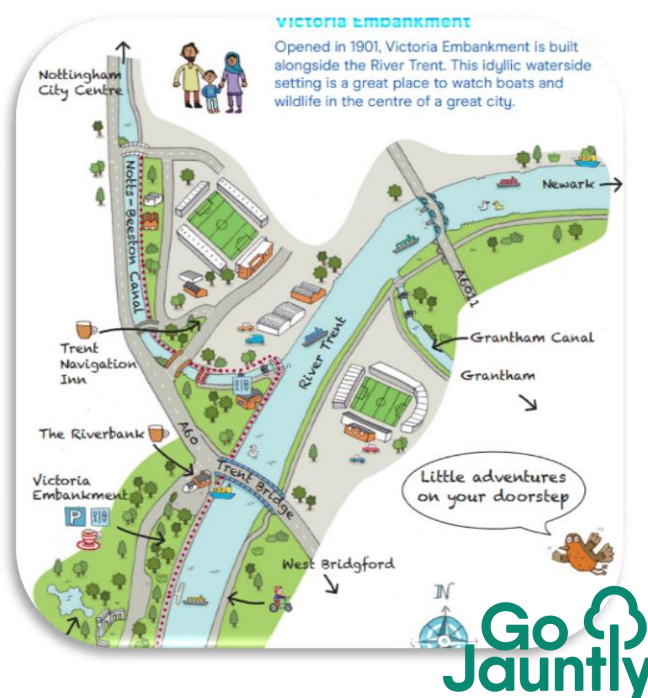 Victoria Embankment
Opened in 1901, Victoria Embankment is built
alongside the River Trent. This idyllic waterside
setting is a great place to watch boats and
wildlife in the centre of a great city.
Nottingham
City Centre
Newark
Notts-Beeston Canal
A6011
River Trent
Grantham Canal
Trent
Navigation
Inn
Grantham
A60
The Riverbank
Trent Bridge
Little adventures
on your doorstep
Victoria
Embankment
P
West Bridgford
N
Go
Jauntly